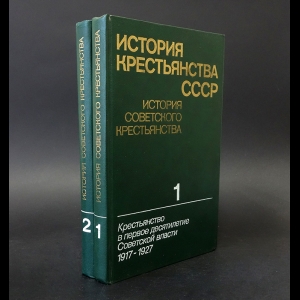 ИСТОРИЯ
КРЕСТЬЯНСТВА
СССР
ИСТОРИЯ
СОВЕТСКОГО
КРЕСТЬЯНСТВА
1
Крестьянство
в первое десятилетие
Советской власти
1917-1927
2 ИСТОРИЯ СОВЕТСКОГО КРЕСТЬЯНСТВА
1 ИСТОРИЯ СОВЕТСКОГО КРЕСТЬЯНСТВА